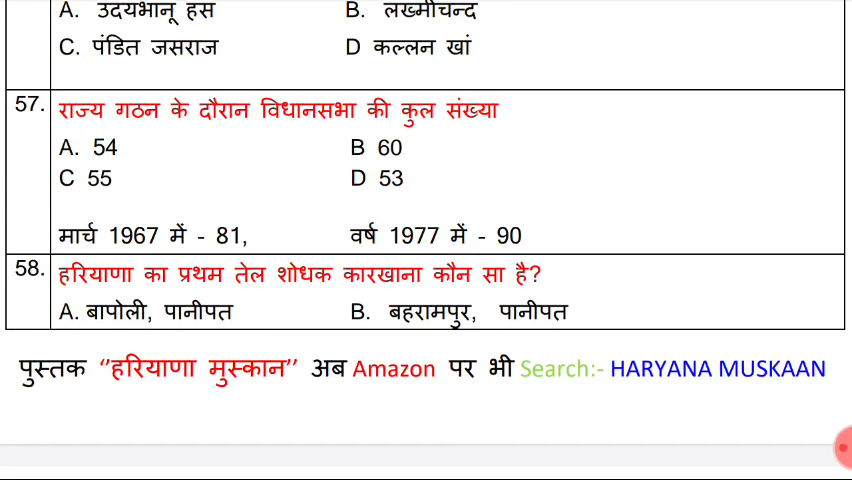 A. उदयभानू हस B. लख्मीचन्द
C. पंडित जसराज D कल्लन खां
57. राज्य गठन के दौरान विधानसभा की कुल संख्या
A. 54 B 60
C 55 D 53
मार्च 1967 में - 81, वर्ष 1977 में - 90
58. हरियाणा का प्रथम तेल शोधक कारखाना कौन सा है?
A. बापोली, पानीपत B. बहरामपुर, पानीपत
पुस्तक ‘‘हरियाणा मुस्कान’’ अब Amazon पर भी Search:- HARYANA MUSKAAN